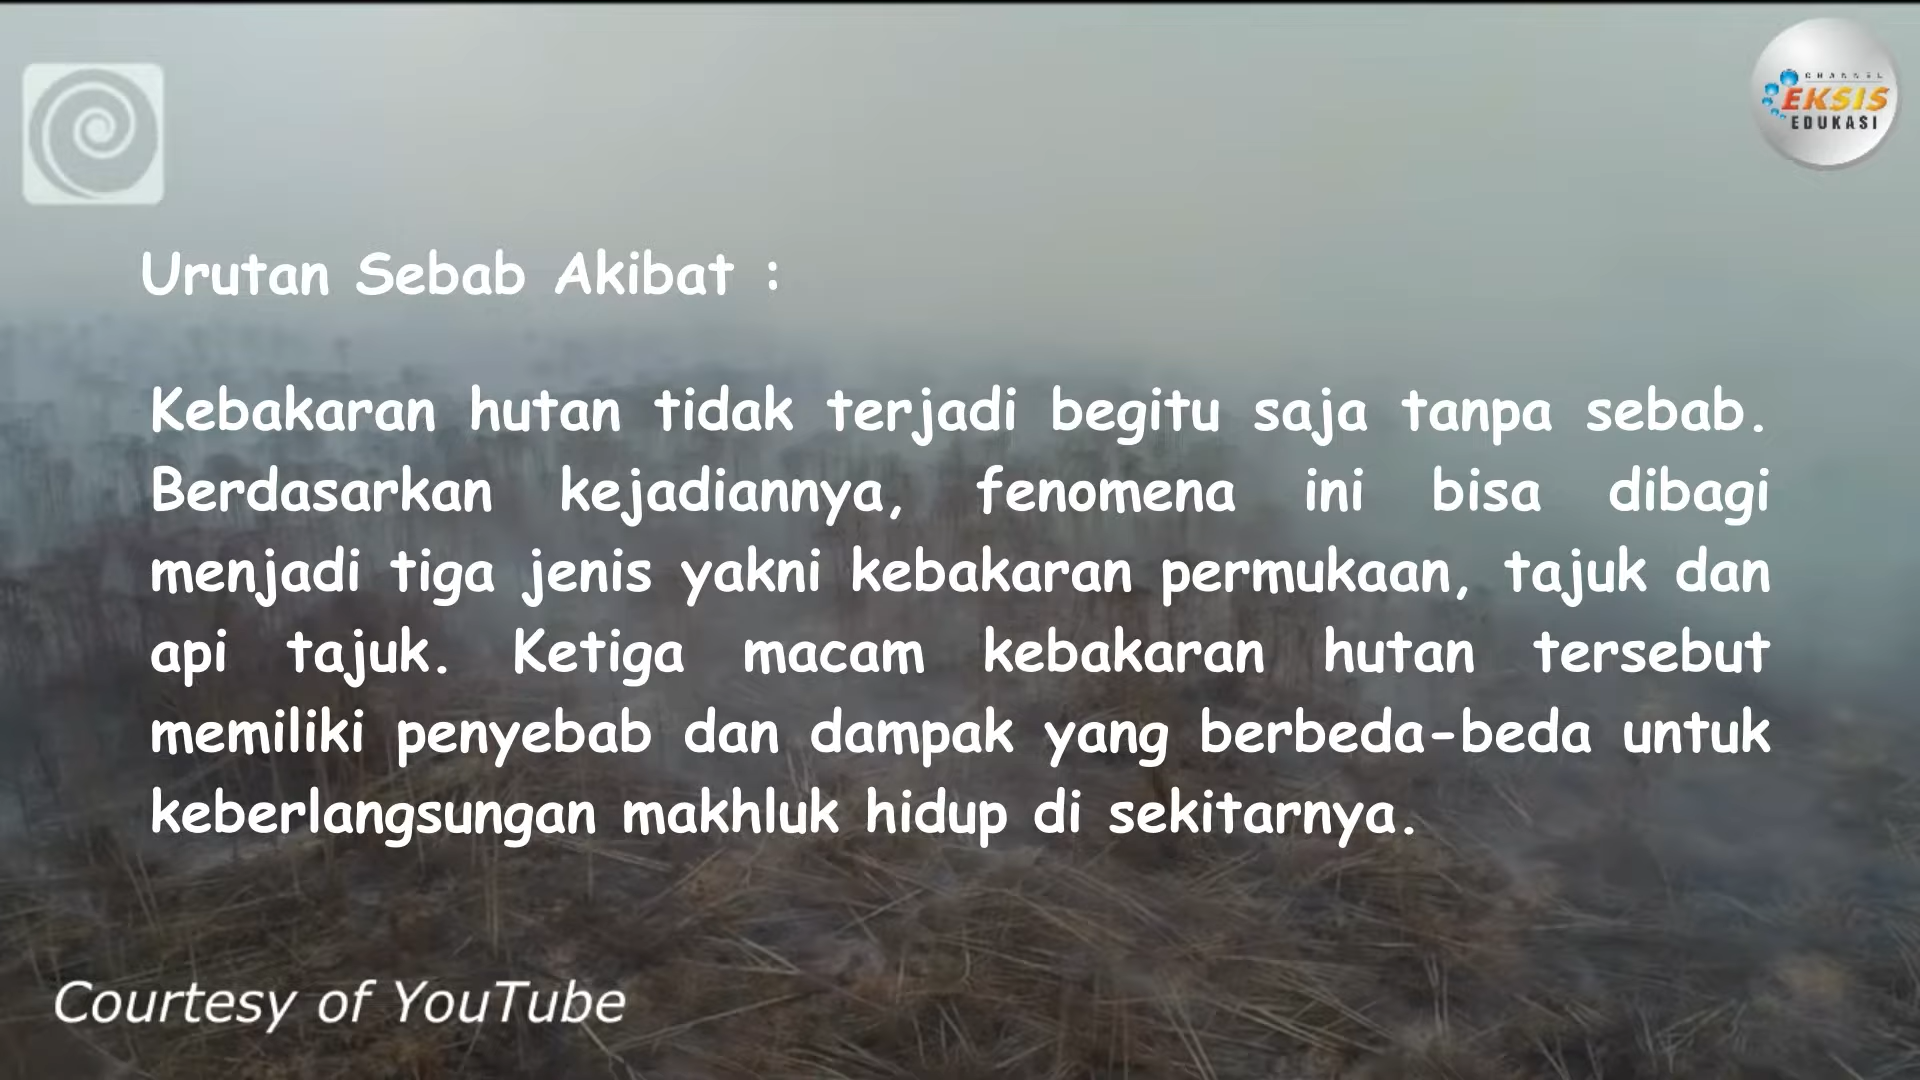 CHANNEL
EKSIS
EDUKASI
Urutan Sebab Akibat :
Kebakaran hutan tidak terjadi begitu saja tanpa sebab.
Berdasarkan kejadiannya, fenomena ini bisa dibagi
menjadi tiga jenis yakni kebakaran permukaan, tajuk dan
api tajuk. Ketiga macam kebakaran hutan tersebut
memiliki penyebab dan dampak yang berbeda-beda untuk
keberlangsungan makhluk hidup di sekitarnya.
Courtesy of YouTube